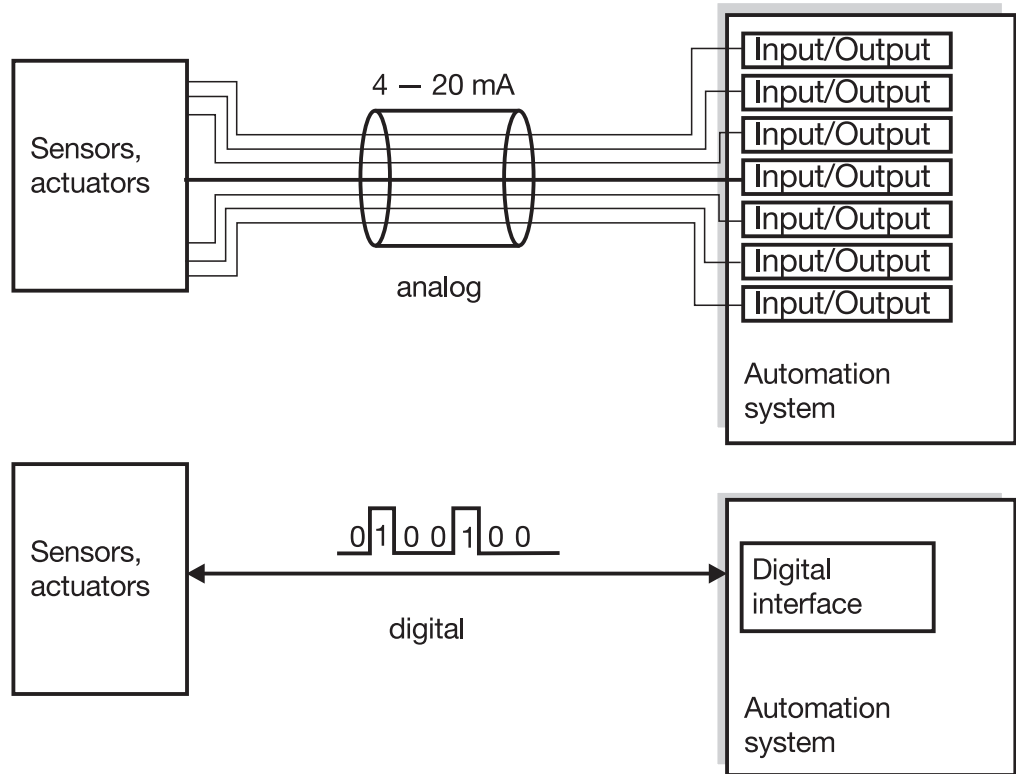 Sensors,
actuators
4 – 20 mA
analog
Input/Output
Input/Output
Input/Output
Input/Output
Input/Output
Input/Output
Input/Output
Automation
system
Sensors,
actuators
0 1 0 0 1 0 0
digital
Digital
interface
Automation
system